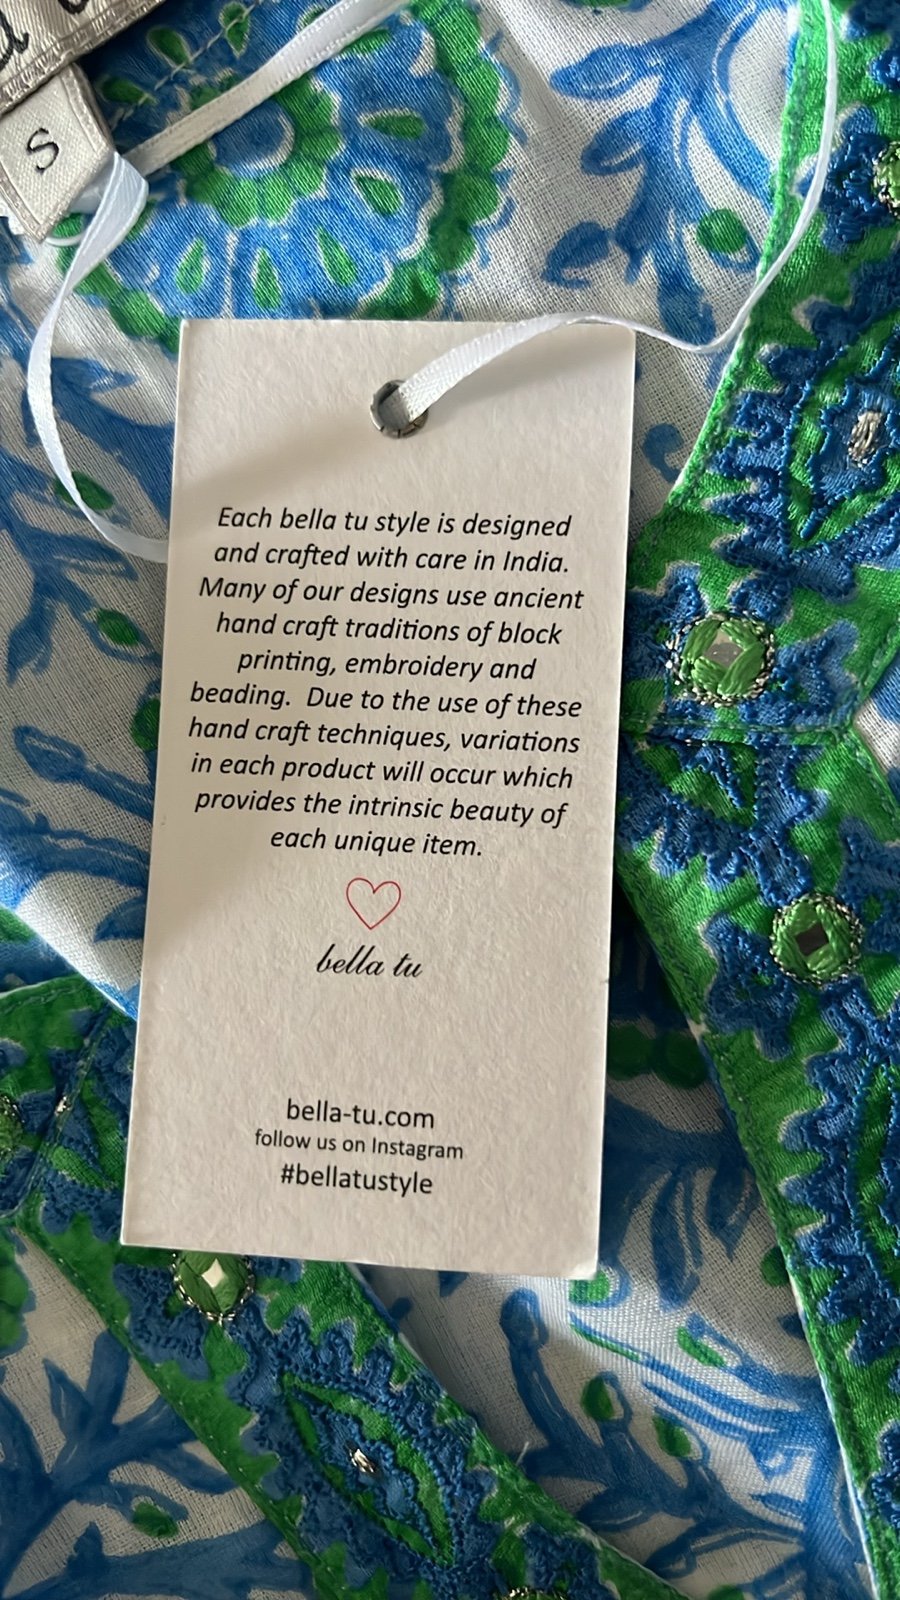 S
Each bella tu style is designed
and crafted with care in India.
Many of our designs use ancient
hand craft traditions of block
printing, embroidery and
beading.  Due to the use of these
hand craft techniques, variations
in each product will occur which
provides the intrinsic beauty of
each unique item.
bella tu
bella-tu.com
follow us on Instagram
#bellatustyle